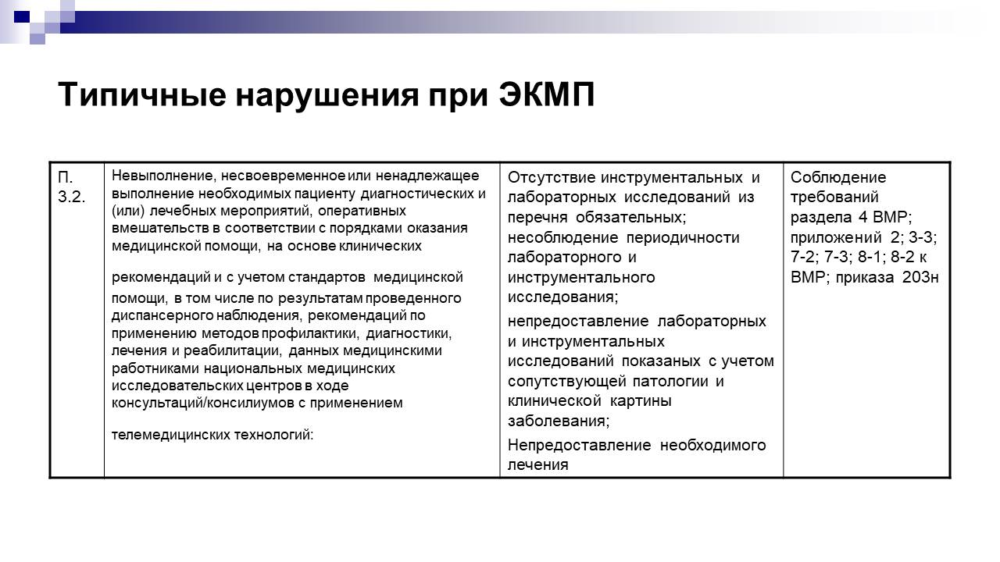 Типичные нарушения при ЭКМП
П.
3.2.
Невыполнение, несвоевременное или ненадлежащее
выполнение необходимых пациенту диагностических и
(или) лечебных мероприятий, оперативных
вмешательств в соответствии с порядками оказания
медицинской помощи, на основе клинических
рекомендаций и с учетом стандартов медицинской
помощи, в том числе по результатам проведенного
диспансерного наблюдения, рекомендаций по
применению методов профилактики, диагностики,
лечения и реабилитации, данных медицинскими
работниками национальных медицинских
исследовательских центров в ходе
консультаций/консилиумов с применением
телемедицинских технологий:
Отсутствие инструментальных и
лабораторных исследований из
перечня обязательных;
несоблюдение периодичности
лабораторного и
инструментального
исследования;
непредоставление лабораторных
и инструментальных
исследований показаных с учетом
сопутствующей патологии и
клинической картины
заболевания;
Непредоставление необходимого
лечения
Соблюдение
требований
раздела 4 ВМР;
приложений 2; 3-3;
7-2; 7-3; 8-1; 8-2 к
ВМР; приказа 203н